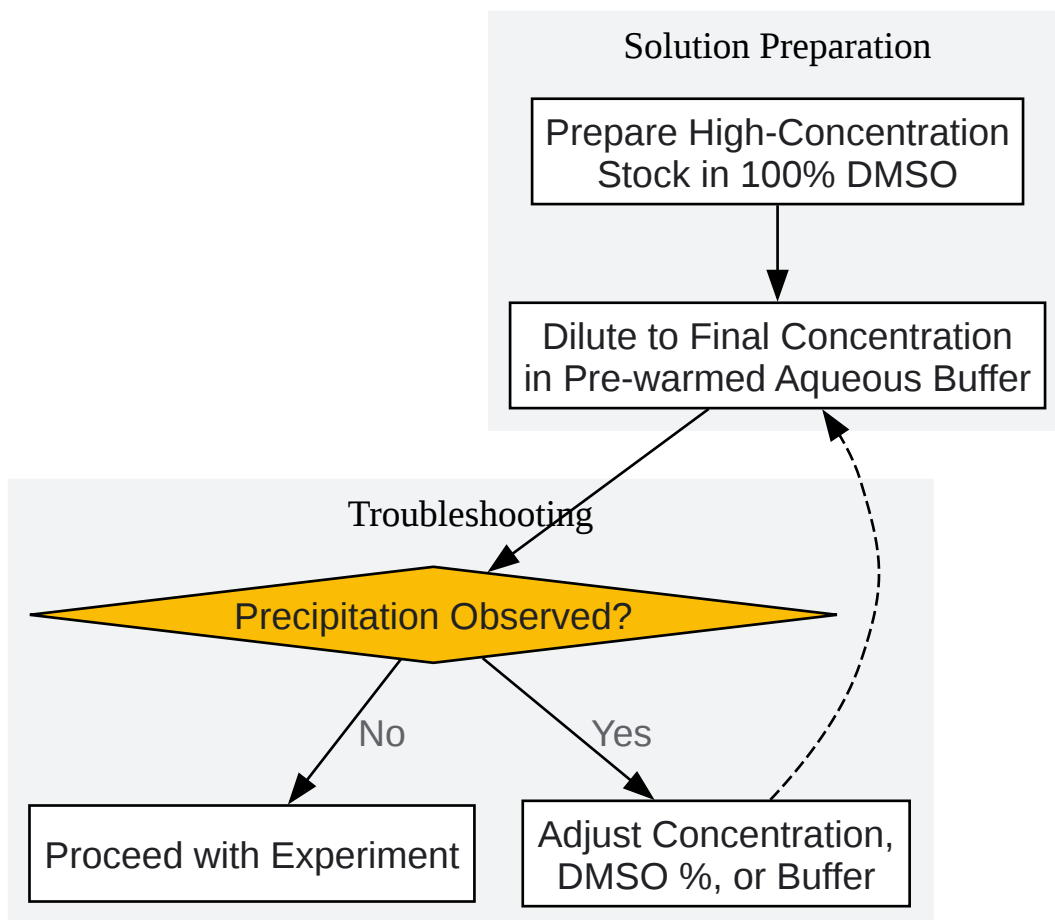 Solution Preparation
Prepare High-Concentration
Stock in 100% DMSO
Dilute to Final Concentration
in Pre-warmed Aqueous Buffer
Troubleshooting
Precipitation Observed?
No
Yes
Proceed with Experiment
Adjust Concentration,
DMSO %, or Buffer